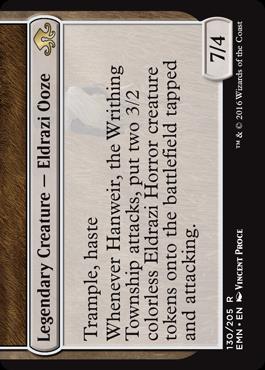 Legendary Creature — Eldrazi Ooze
Trample, haste
Whenever Hanweir, the Writhing
Township attacks, put two 3/2
colorless Eldrazi Horror creature
tokens onto the battlefield tapped
and attacking.
7/4
130/205 R
EMN • EN Vincent Proce
™ & © 2016 Wizards of the Coast